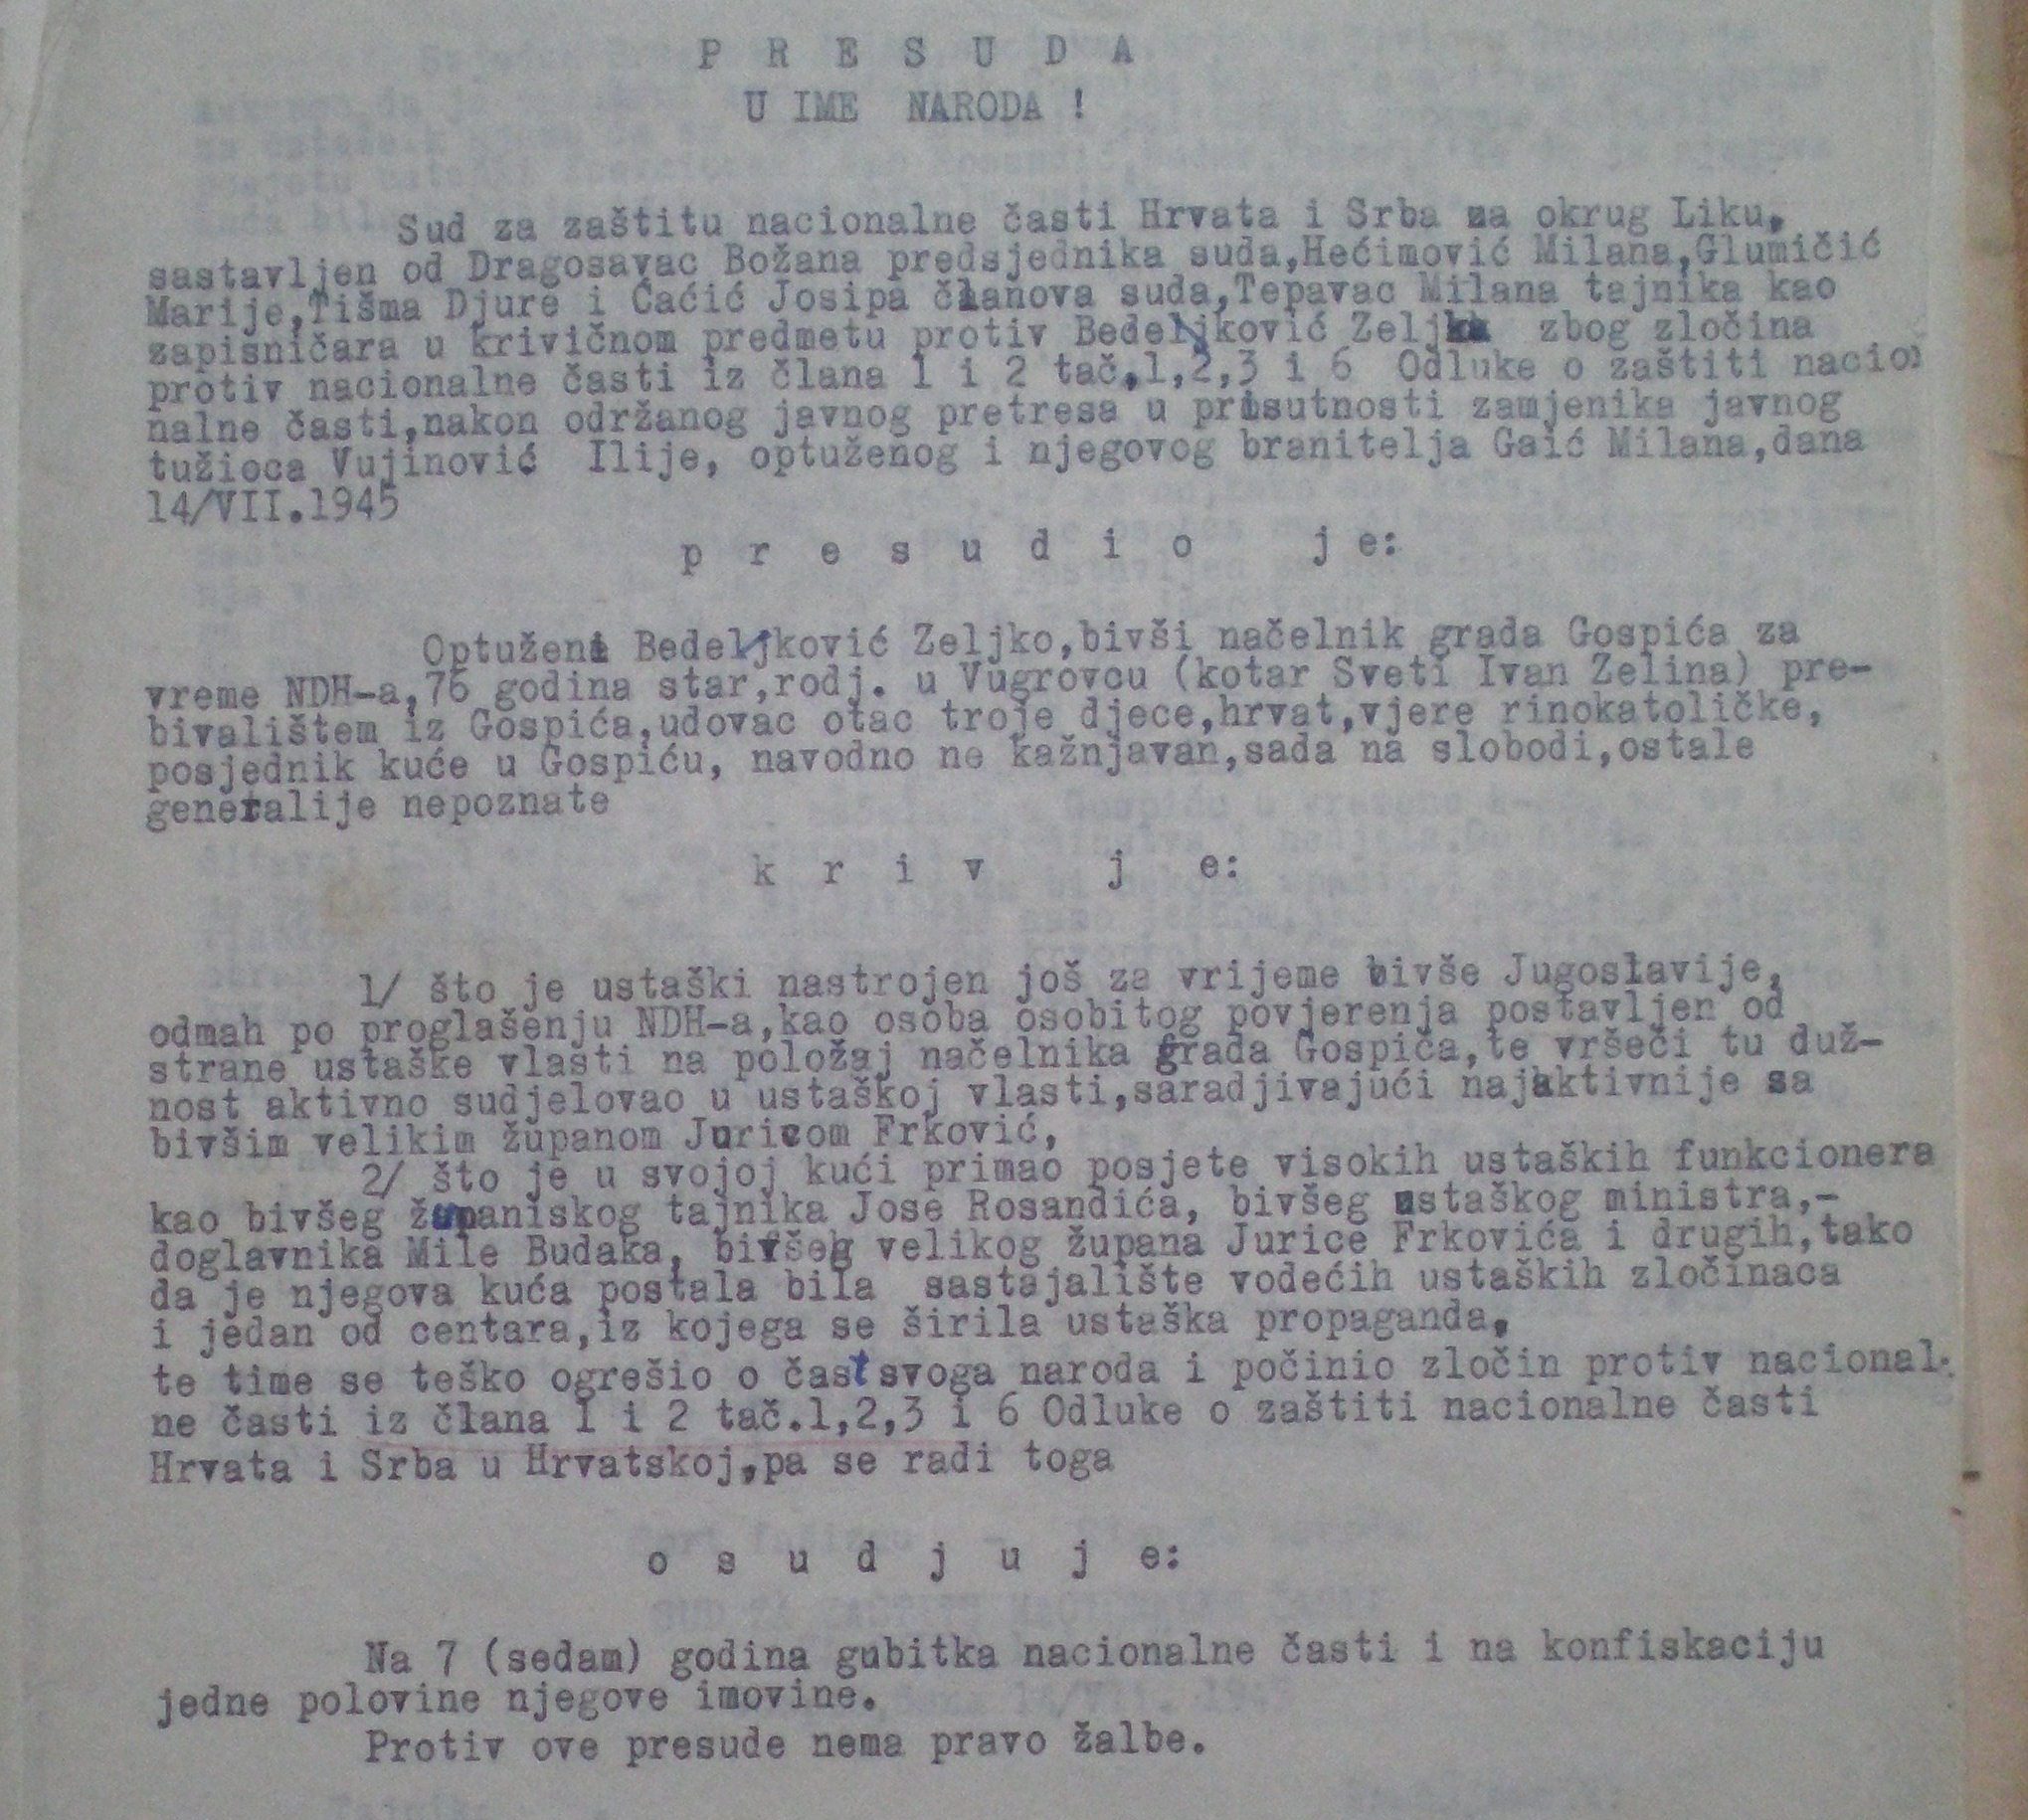 P R E S U D A
U IME NARODA !
Sud za zaštitu nacionalne časti Hrvata i Srba za okrug Liku,
sastavljen od Dragosavac Božana predsjednika suda,Hećimović Milana,Glumičić
Marije,Tišma Djure i Ćaćić Josipa članova suda,Tepavac Milana tajnika kao
zapisničara u krivičnom predmetu protiv Bedeljković Zeljka zbog zločina
protiv nacionalne časti iz člana 1 i 2 tač.1,2,3 i 6 Odluke o zaštiti nacio
nalne časti,nakon održanog javnog pretresa u prisutnosti zamjenika javnog
tužioca Vujinović Ilije, optuženog i njegovog branitelja Gaić Milana,dana
14/VII.1945
p r e s u d i o je:
Optuženi Bedeljković Zeljko,bivši načelnik grada Gospića za
vreme NDH-a,76 godina star,rodj. u Vugrovcu (kotar Sveti Ivan Zelina) pre-
bivalištem iz Gospića,udovac otac troje djece,hrvat,vjere rinokatoličke,
posjednik kuće u Gospiću, navodno ne kažnjavan,sada na slobodi,ostale
generalije nepoznate
k r i v j e:
1/ što je ustaški nastrojen još za vrijeme bivše Jugoslavije,
odmah po proglašenju NDH-a,kao osoba osobitog povjerenja postavljen od
strane ustaške vlasti na položaj načelnika grada Gospića,te vršeći tu duž-
nost aktivno sudjelovao u ustaškoj vlasti,saradjivajući najaktivnije sa
bivšim velikim županom Juricom Frković,
2/ što je u svojoj kući primao posjete visokih ustaških funkcionera
kao bivšeg županiskog tajnika Jose Rosandića, bivšeg ustaškog ministra,-
doglavnika Mile Budaka, bivšeg velikog župana Jurice Frkovića i drugih,tako
da je njegova kuća postala bila sastajalište vodećih ustaških zločinaca
i jedan od centara,iz kojega se širila ustaška propaganda,
te time se teško ogrešio o čast svoga naroda i počinio zločin protiv nacional-
ne časti iz člana 1 i 2 tač.1,2,3 i 6 Odluke o zaštiti nacionalne časti
Hrvata i Srba u Hrvatskoj,pa se radi toga
o s u d j u j e:
Na 7 (sedam) godina gubitka nacionalne časti i na konfiskaciju
jedne polovine njegove imovine.
Protiv ove presude nema pravo žalbe.